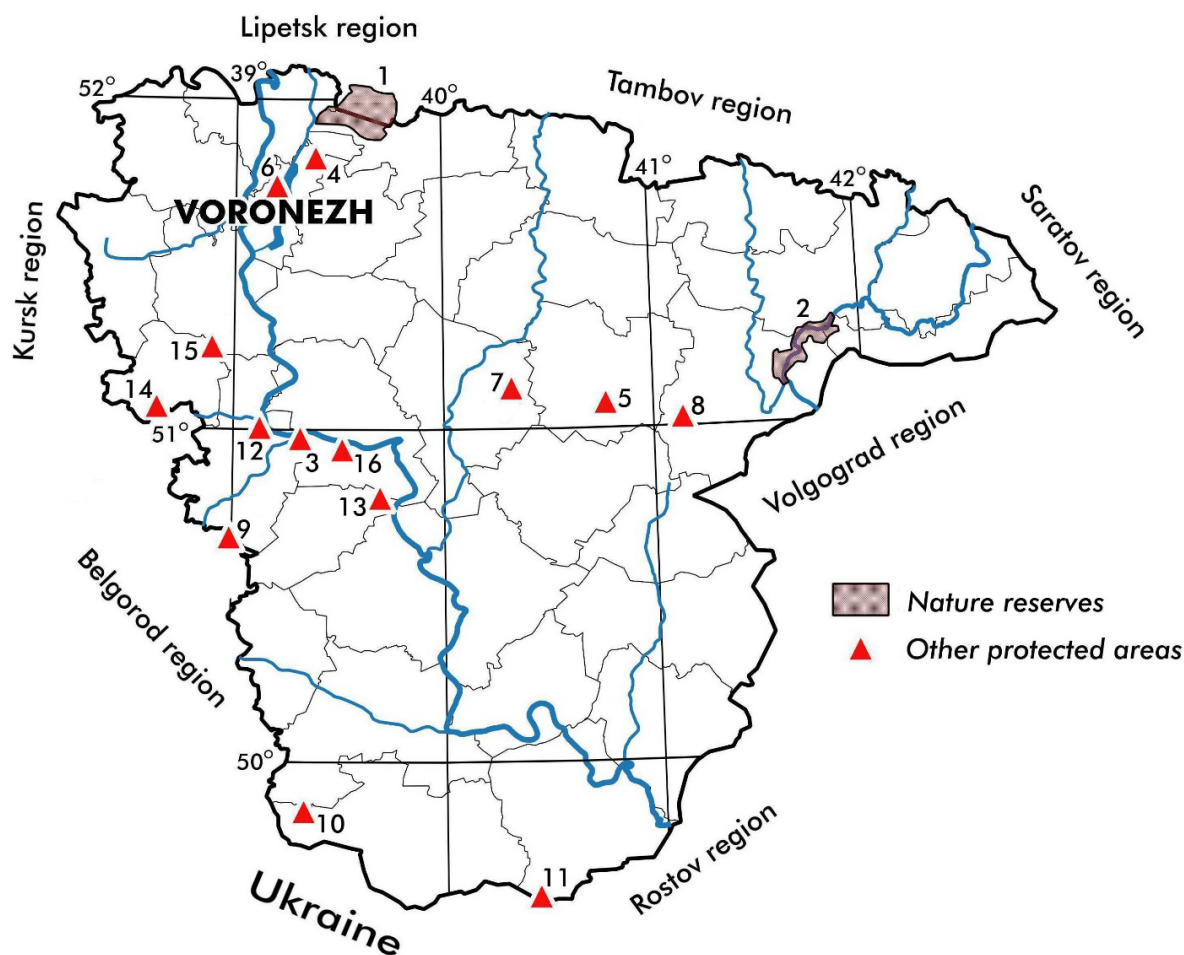 Lipetsk region
Tambov region
52°
39°
1
40°
41°
42°
6
4
VORONEZH
Saratov region
Kursk region
2
15
14
7
5
8
51°
12
3
16
13
Volgograd region
9
Belgorod region
Nature reserves
Other protected areas
50°
10
11
Rostov region
Ukraine